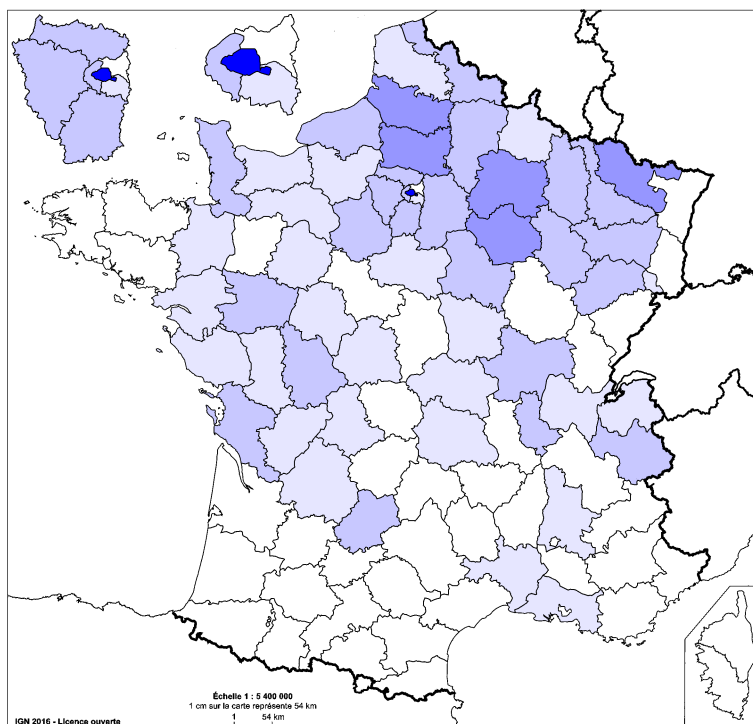 Échelle 1 : 5 400 000
1 cm sur la carte représente 54 km
1 54 km
IGN 2016 - Licence ouverte